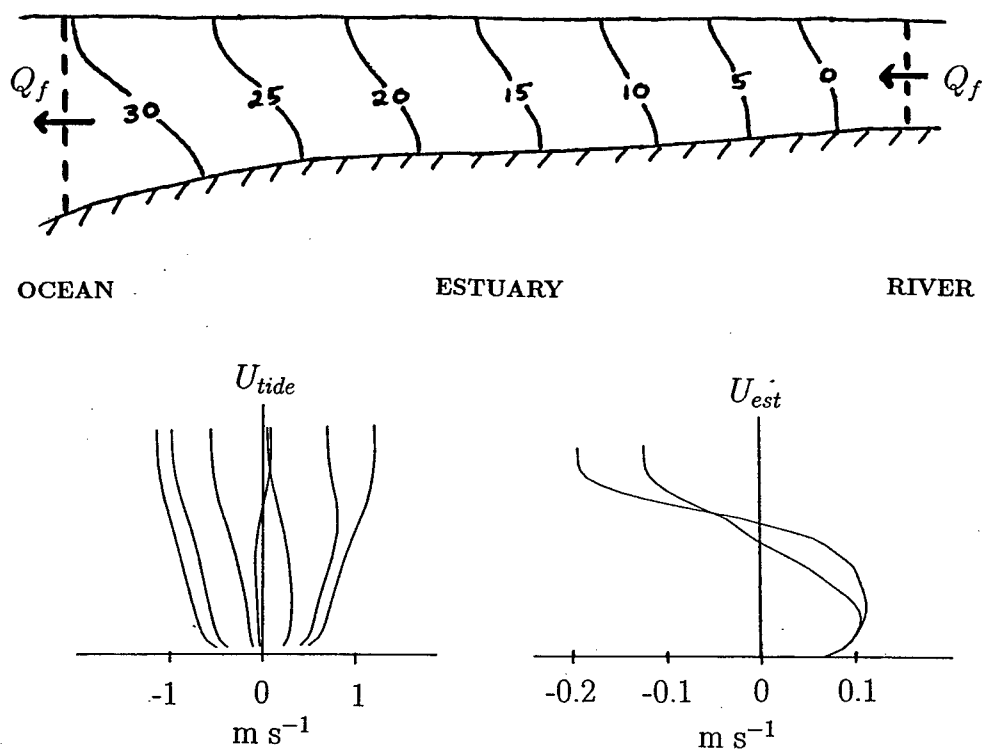 Q_f
30 25 20 15 10 5 0
Q_f
OCEAN ESTUARY RIVER
U_tide
-1 0 1
m s⁻¹
U_est
-0.2 -0.1 0 0.1
m s⁻¹